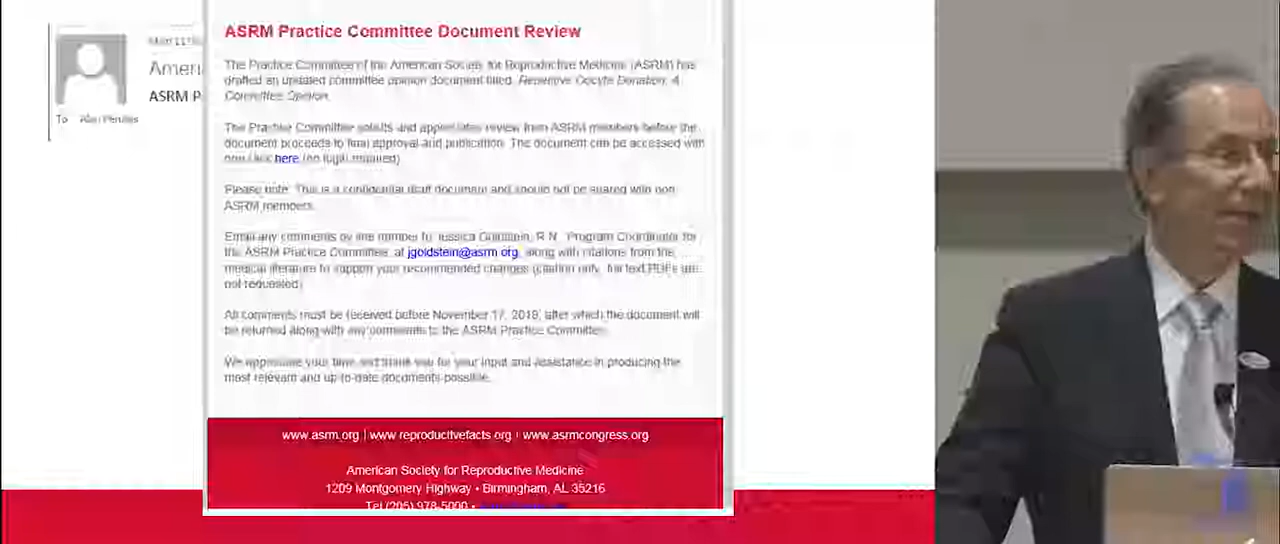 ASRM Practice Committee Document Review
The Practice Committee of the American Society for Reproductive Medicine (ASRM) has
drafted an updated committee opinion document titled, Repetitive Oocyte Donation: A
Committee Opinion.
The Practice Committee solicits and appreciates review from ASRM members before the
document proceeds to final approval and publication. The document can be accessed with
one click here (no login required)
Please note: This is a confidential draft document and should not be shared with non
ASRM members.
Email any comments by line number to Jessica Goldstein, R.N., Program Coordinator for
the ASRM Practice Committee, at jgoldstein@asrm.org, along with citations from the
medical literature to support your recommended changes (citation only, full text PDFs are
not requested)
All comments must be received before November 17, 2019, after which the document will
be returned along with any comments to the ASRM Practice Committee.
We appreciate your time and thank you for your input and assistance in producing the
most relevant and up-to-date documents possible.
Ameri
ASRM P
To
www.asrm.org | www.reproductivefacts.org | www.asrmcongress.org
American Society for Reproductive Medicine
1209 Montgomery Highway • Birmingham, AL 35216
Tel (205) 978-5000 •